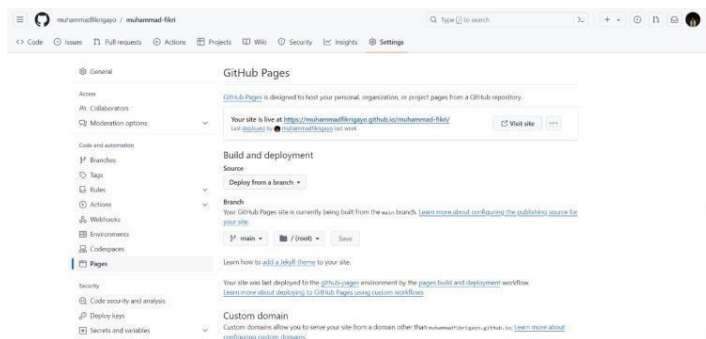 muhammadfikrigayo / muhammad-fikri
Type / to search
Code
Issues
Pull requests
Actions
Projects
Wiki
Security
Insights
Settings
General
Access
Collaborators
Moderation options
Code and automation
Branches
Tags
Rules
Actions
Webhooks
Environments
Codespaces
Pages
Security
Code security and analysis
Deploy keys
Secrets and variables
GitHub Pages
GitHub Pages is designed to host your personal, organization, or project pages from a GitHub repository.
Your site is live at https://muhammadfikrigayo.github.io/muhammad-fikri/
Last deployed by muhammadfikrigayo last week
Visit site
Build and deployment
Source
Deploy from a branch
Branch
Your GitHub Pages site is currently being built from the main branch. Learn more about configuring the publishing source for
your site.
main
/ (root)
Save
Learn how to add a Jekyll theme to your site.
Your site was last deployed to the github-pages environment by the pages build and deployment workflow.
Learn more about deploying to GitHub Pages using custom workflows
Custom domain
Custom domains allow you to serve your site from a domain other than muhammadfikrigayo.github.io. Learn more about
configuring custom domains.